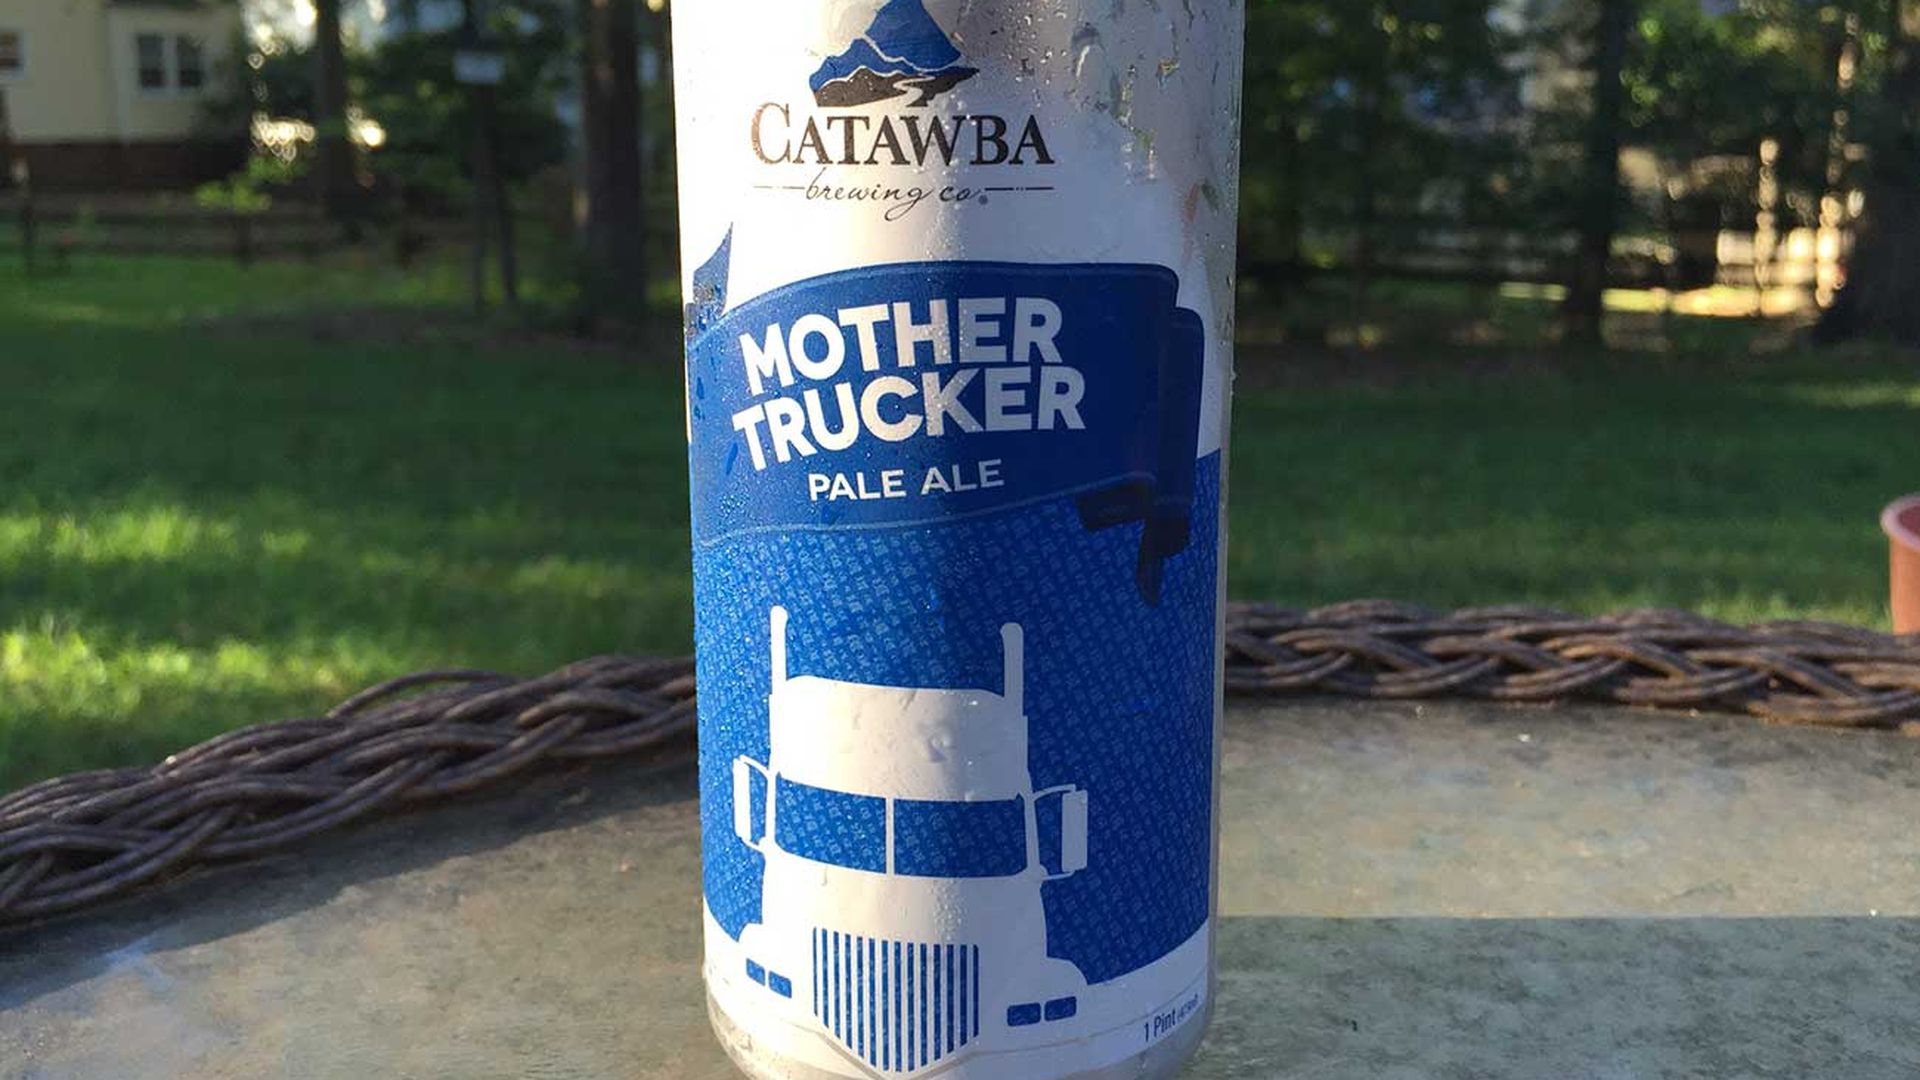 CATAWBA
brewing co.®
MOTHER
TRUCKER
PALE ALE
1 Pint